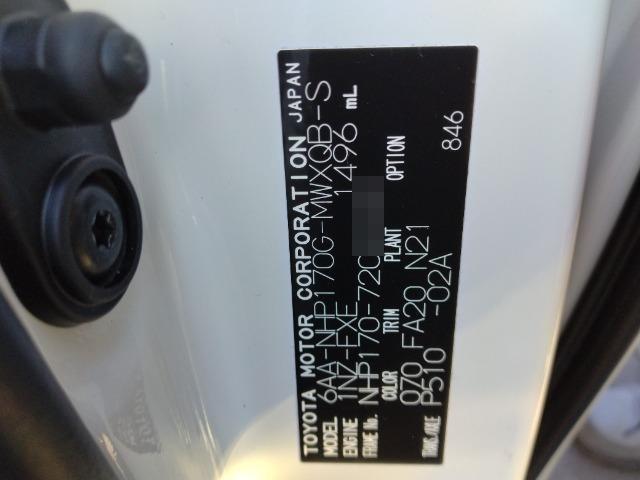 TOYOTA MOTOR CORPORATION JAPAN
MODEL 6AA-NHP170G-MWXQB-S
ENGINE 1NZ-FXE 1496 mL
FRAME No. NHP170-720
COLOR TRIM PLANT OPTION
070 FA20 N21
TRANS/AXLE P510 -02A
846